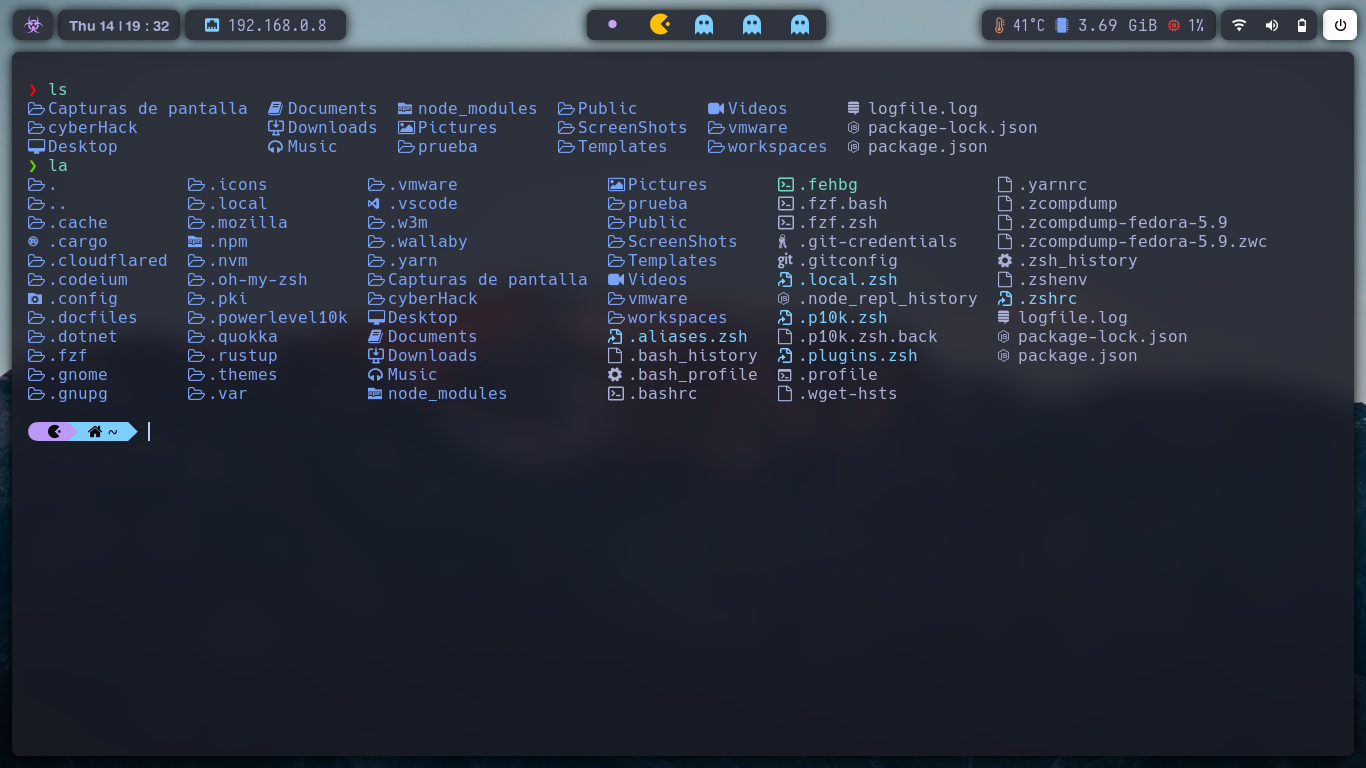 Thu 14 | 19 : 32 192.168.0.8 41°C 3.69 GiB 1%
❯ ls
Capturas de pantalla Documents node_modules Public Videos logfile.log
cyberHack Downloads Pictures ScreenShots vmware package-lock.json
Desktop Music prueba Templates workspaces package.json
❯ la
. .icons .vmware Pictures .fehbg .yarnrc
.. .local .vscode prueba .fzf.bash .zcompdump
.cache .mozilla .w3m Public .fzf.zsh .zcompdump-fedora-5.9
.cargo .npm .wallaby ScreenShots .git-credentials .zcompdump-fedora-5.9.zwc
.cloudflared .nvm .yarn Templates git .gitconfig .zsh_history
.codeium .oh-my-zsh Capturas de pantalla Videos .local.zsh .zshenv
.config .pki cyberHack vmware .node_repl_history .zshrc
.docfiles .powerlevel10k Desktop workspaces .p10k.zsh logfile.log
.dotnet .quokka Documents .aliases.zsh .p10k.zsh.back package-lock.json
.fzf .rustup Downloads .bash_history .plugins.zsh package.json
.gnome .themes Music .bash_profile .profile
.gnupg .var node_modules .bashrc .wget-hsts
~